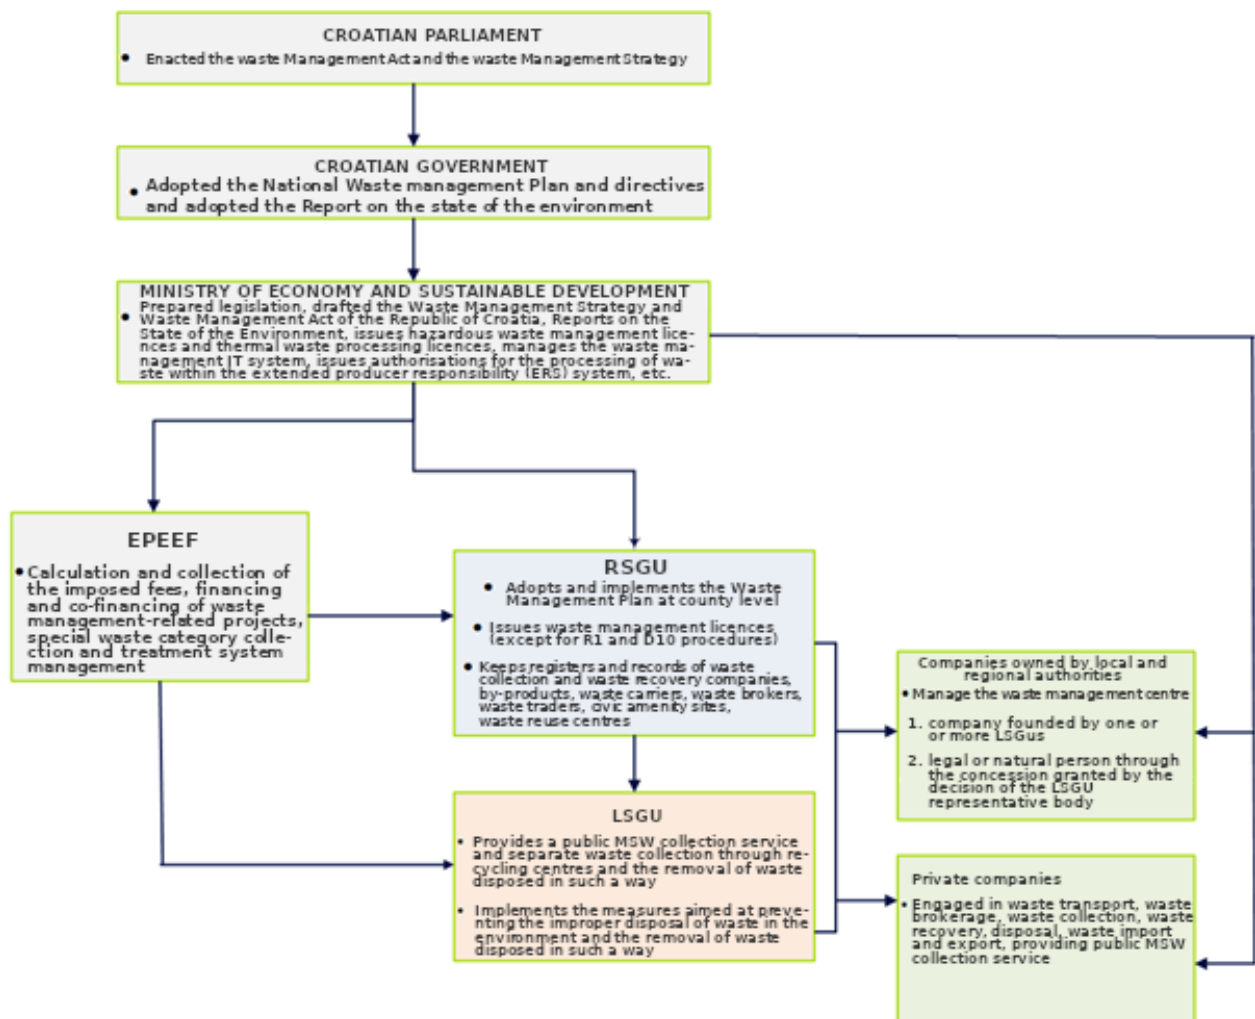 CROATIAN PARLIAMENT
• Enacted the waste Management Act and the waste Management Strategy
CROATIAN GOVERNMENT
• Adopted the National Waste management Plan and directives
and adopted the Report on the state of the environment
MINISTRY OF ECONOMY AND SUSTAINABLE DEVELOPMENT
• Prepared legislation, drafted the Waste Management Strategy and
Waste Management Act of the Republic of Croatia, Reports on the
State of the Environment, issues hazardous waste management lice-
nces and thermal waste processing licences, manages the waste ma-
nagement IT system, issues authorisations for the processing of wa-
ste within the extended producer responsibility (ERS) system, etc.
EPEEF
• Calculation and collection of
the imposed fees, financing
and co-financing of waste
management-related projects,
special waste category colle-
ction and treatment system
management
RSGU
• Adopts and implements the Waste
Management Plan at county level
• Issues waste management licences
(except for R1 and D10 procedures)
• Keeps registers and records of waste
collection and waste recovery companies,
by-products, waste carriers, waste brokers,
waste traders, civic amenity sites,
waste reuse centres
LSGU
• Provides a public MSW collection service
and separate waste collection through re-
cycling centres and the removal of waste
disposed in such a way
• Implements the measures aimed at preve-
nting the improper disposal of waste in the
environment and the removal of waste
disposed in such a way
Companies owned by local and
regional authorities
• Manage the waste management centre
1. company founded by one or
or more LSGus
2. legal or natural person through
the concession granted by the
decision of the LSGU
representative body
Private companies
• Engaged in waste transport, waste
brokerage, waste collection, waste
recovery, disposal, waste import
and export, providing public MSW
collection service